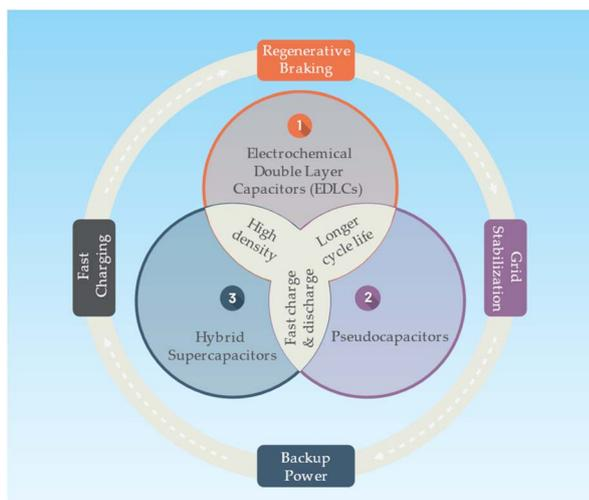 Regenerative
Braking
1
Electrochemical
Double Layer
Capacitors (EDLCs)
High
density
Longer
cycle life
Fast
Charging
Grid
Stabilization
3
2
Fast charge
& discharge
Hybrid
Supercapacitors
Pseudocapacitors
Backup
Power